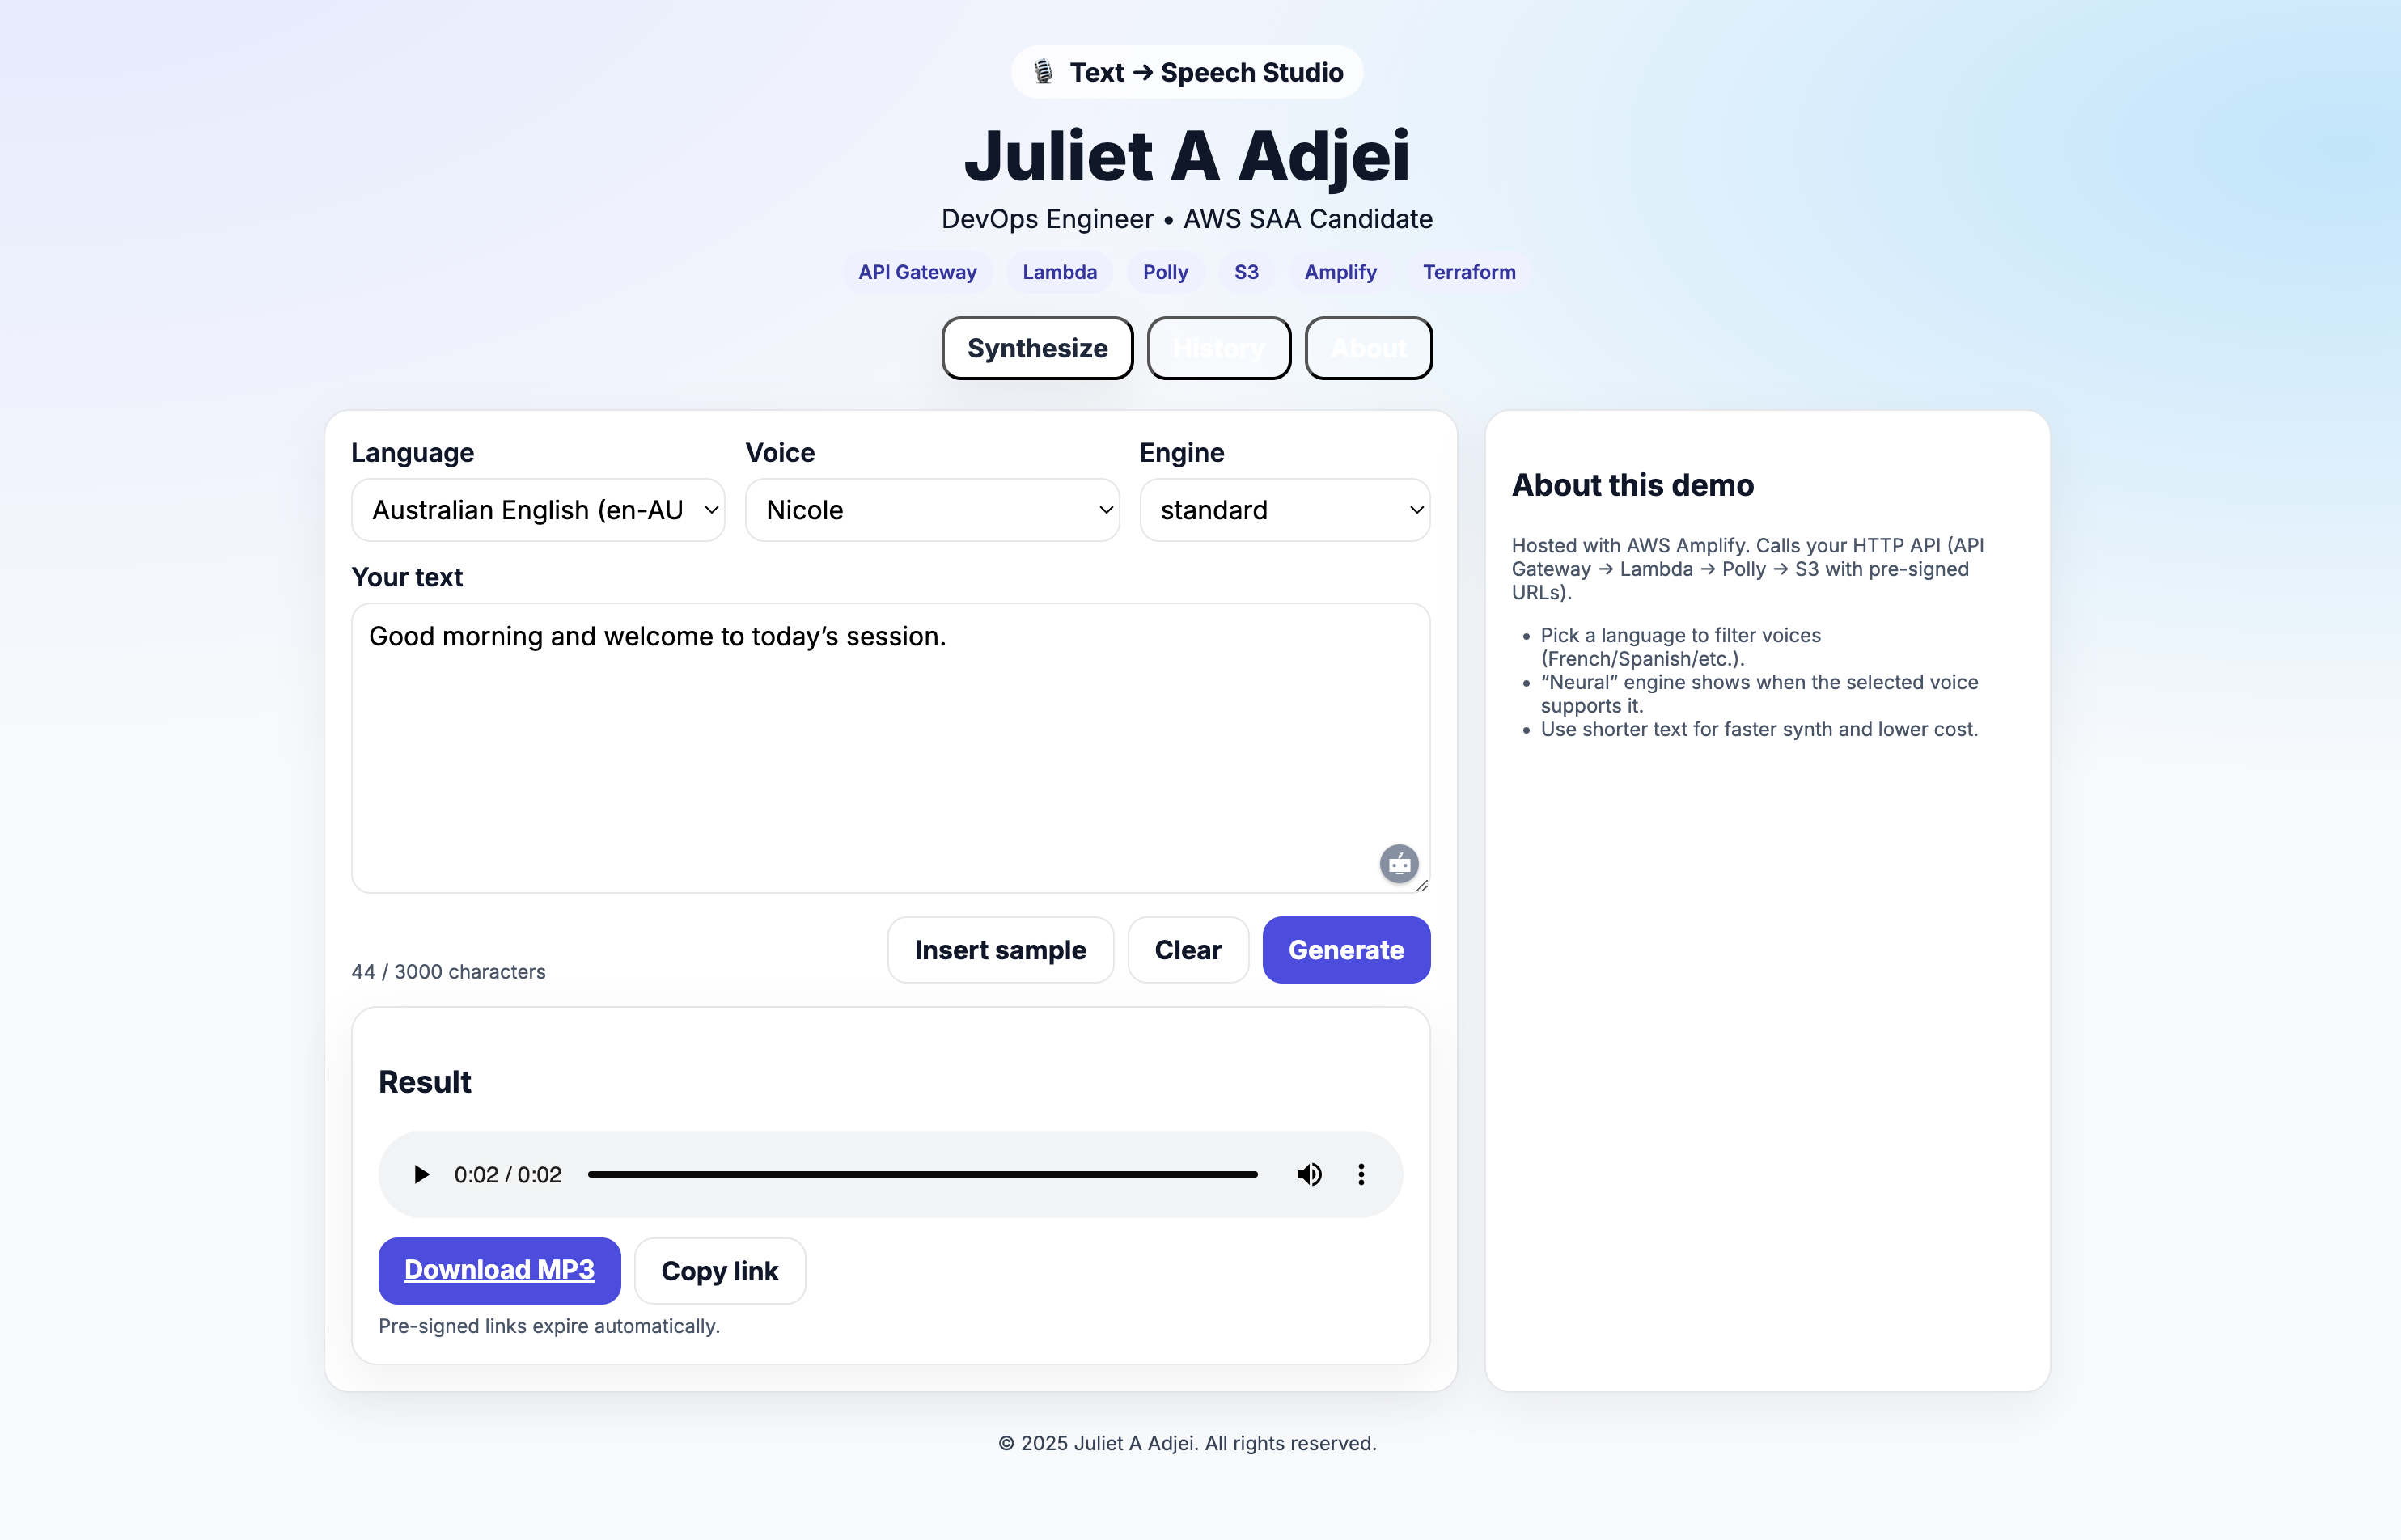 Text → Speech Studio
Juliet A Adjei
DevOps Engineer • AWS SAA Candidate
API Gateway Lambda Polly S3 Amplify Terraform
Synthesize History About
Language Voice Engine
Australian English (en-AU Nicole standard
Your text
Good morning and welcome to today’s session.
44 / 3000 characters
Insert sample Clear Generate
Result
0:02 / 0:02
Download MP3 Copy link
Pre-signed links expire automatically.
About this demo
Hosted with AWS Amplify. Calls your HTTP API (API
Gateway → Lambda → Polly → S3 with pre-signed
URLs).
• Pick a language to filter voices
(French/Spanish/etc.).
• “Neural” engine shows when the selected voice
supports it.
• Use shorter text for faster synth and lower cost.
© 2025 Juliet A Adjei. All rights reserved.